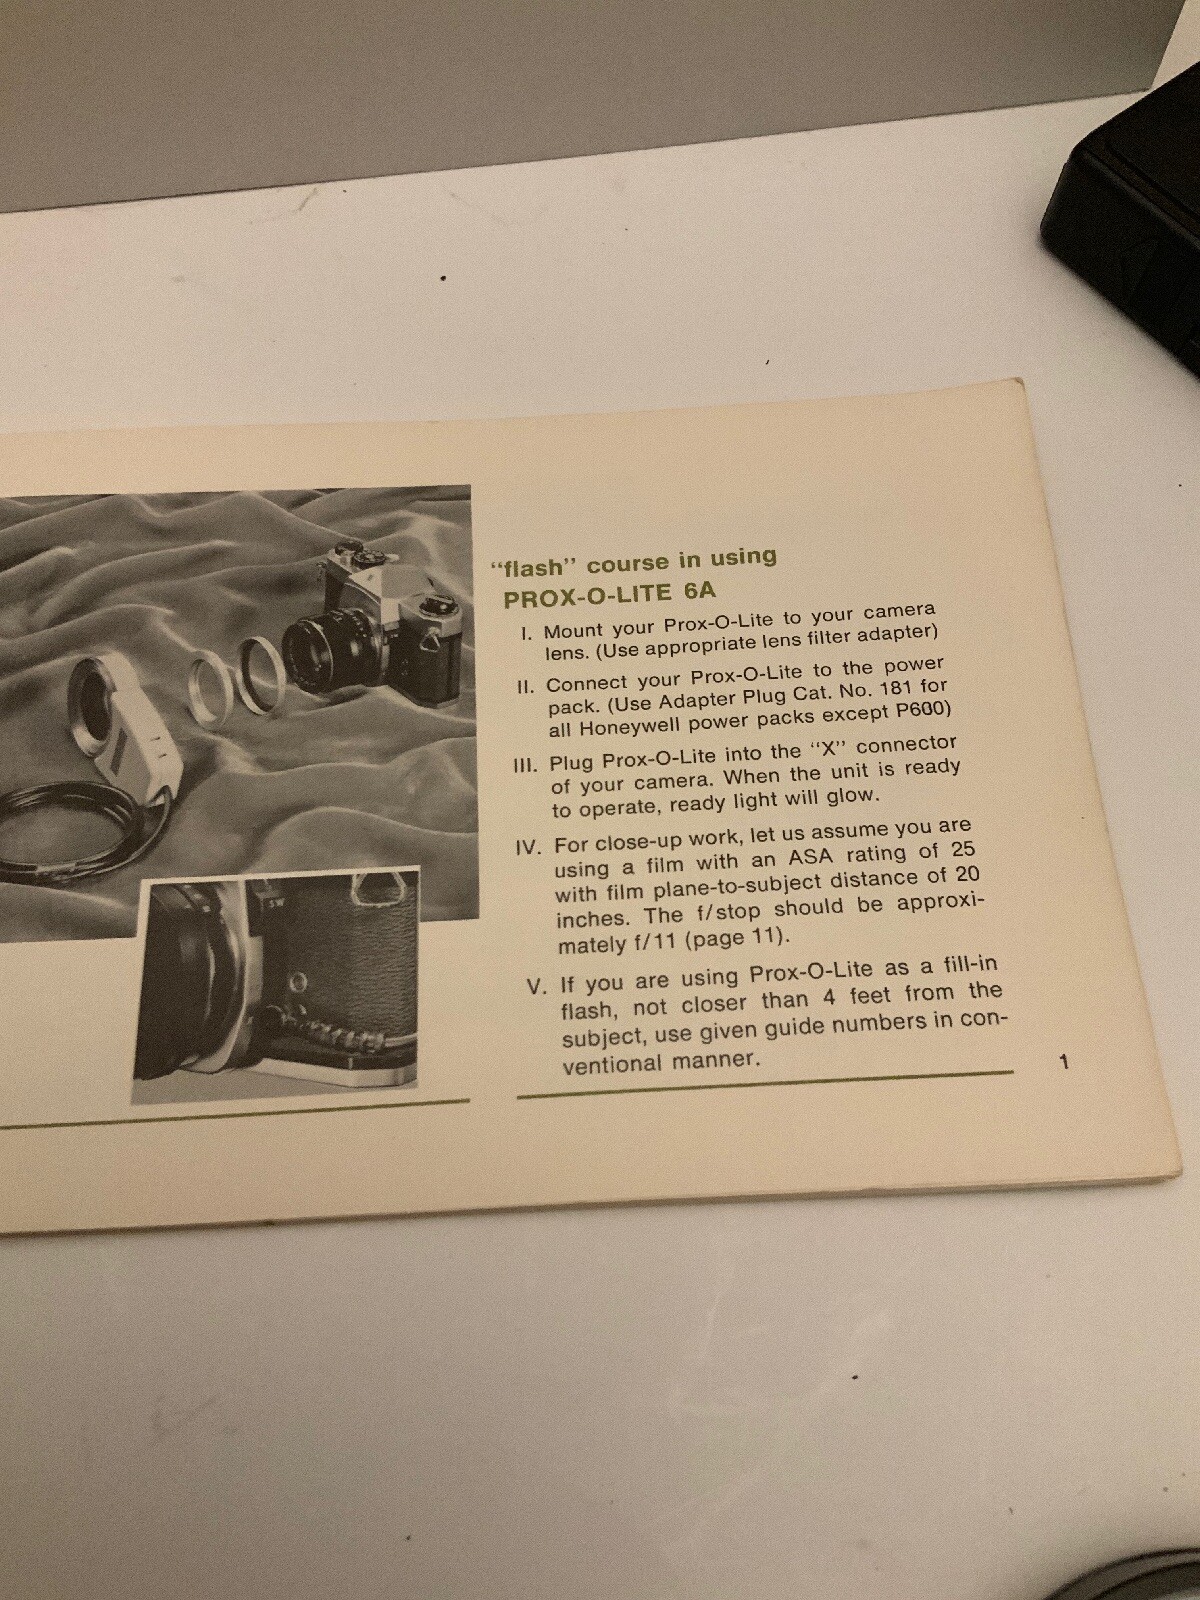 “flash” course in using
PROX-O-LITE 6A
I. Mount your Prox-O-Lite to your camera
lens. (Use appropriate lens filter adapter)
II. Connect your Prox-O-Lite to the power
pack. (Use Adapter Plug Cat. No. 181 for
all Honeywell power packs except P600)
III. Plug Prox-O-Lite into the “X” connector
of your camera. When the unit is ready
to operate, ready light will glow.
IV. For close-up work, let us assume you are
using a film with an ASA rating of 25
with film plane-to-subject distance of 20
inches. The f/stop should be approxi-
mately f/11 (page 11).
V. If you are using Prox-O-Lite as a fill-in
flash, not closer than 4 feet from the
subject, use given guide numbers in con-
ventional manner.
1
SW